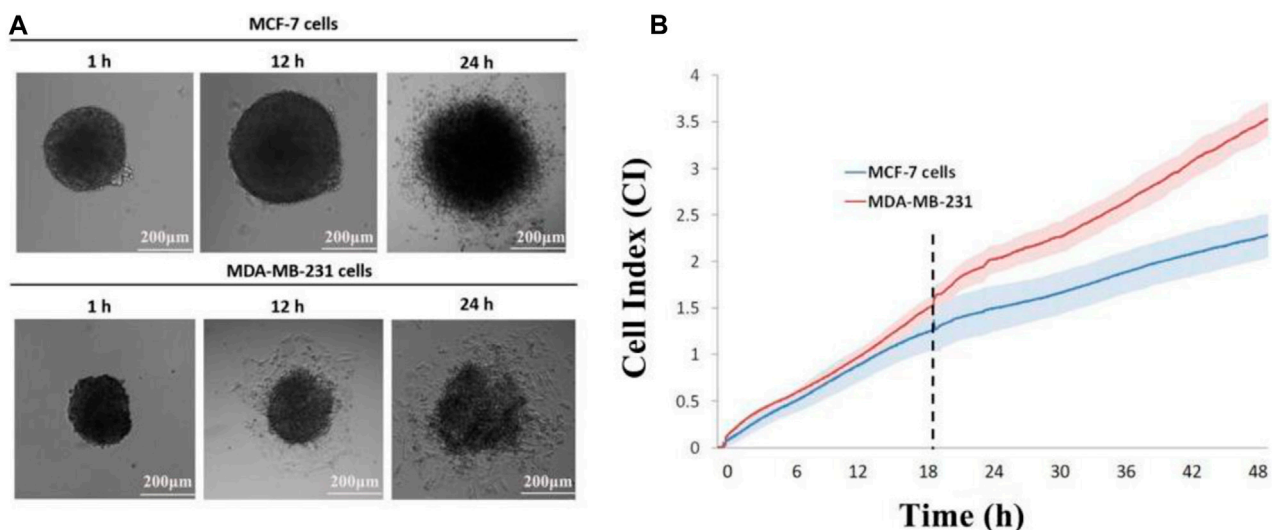 A
MCF-7 cells
1 h 12 h 24 h
200µm 200µm 200µm
MDA-MB-231 cells
1 h 12 h 24 h
200µm 200µm 200µm
B
Cell Index (CI)
4
3.5
3
2.5
2
1.5
1
0.5
0
MCF-7 cells
MDA-MB-231
0 6 12 18 24 30 36 42 48
Time (h)